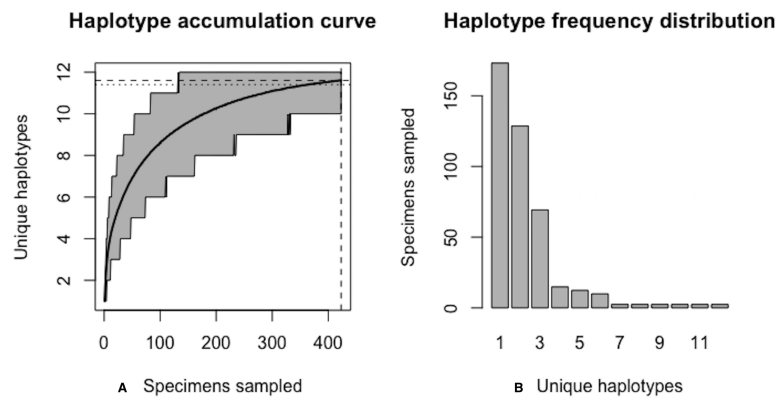 Haplotype accumulation curve
Unique haplotypes
12
10
8
6
4
2
0 100 200 300 400
A Specimens sampled
Haplotype frequency distribution
Specimens sampled
150
100
50
0
1 3 5 7 9 11
B Unique haplotypes